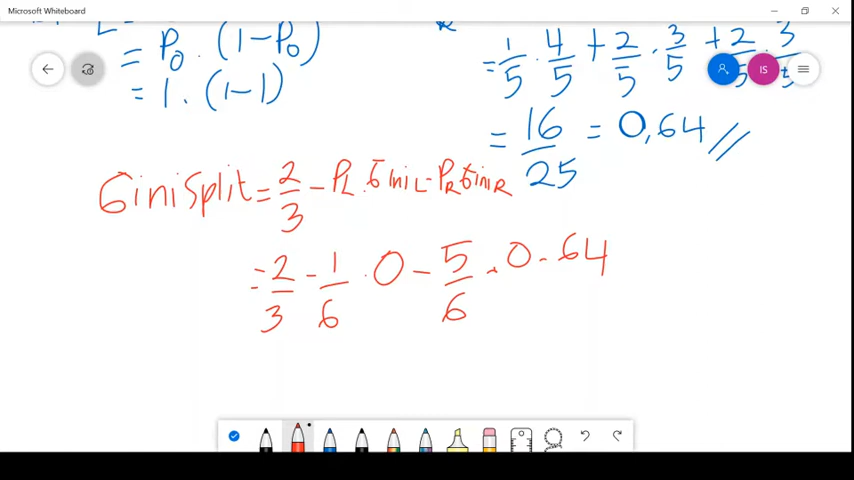 Microsoft Whiteboard
L
= P₀ . (1-P₀)
= 1 . (1-1)
R
= 1/5 . 4/5 + 2/5 . 3/5 + 2/5 . 3/5
IS
= 16/25 = 0,64 //
GiniSplit = 2/3 - PL . GiniL - PR GiniR
= 2/3 - 1/6 . 0 - 5/6 . 0.64